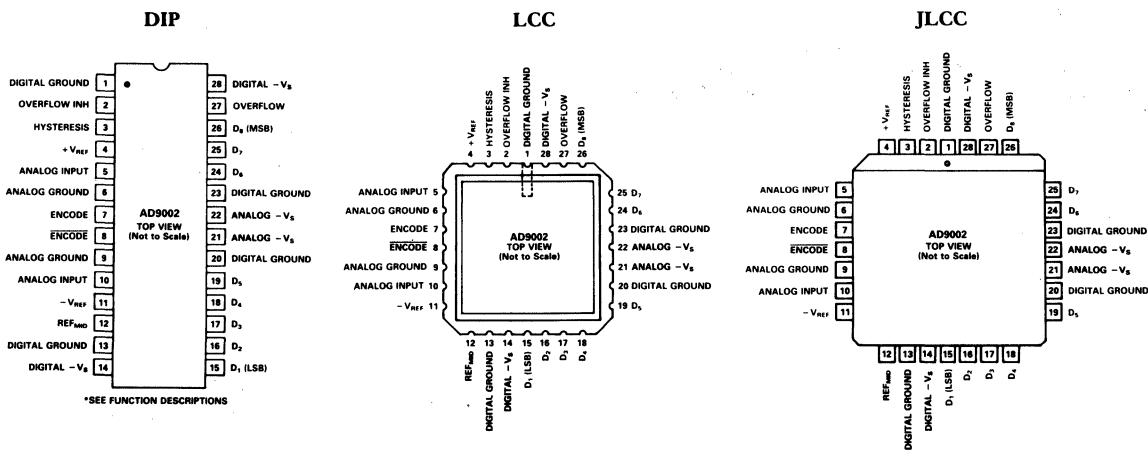 DIP
DIGITAL GROUND 1
OVERFLOW INH 2
HYSTERESIS 3
+VREF 4
ANALOG INPUT 5
ANALOG GROUND 6
ENCODE 7
ENCODE 8
ANALOG GROUND 9
ANALOG INPUT 10
-VREF 11
REFMID 12
DIGITAL GROUND 13
DIGITAL -VS 14
AD9002
TOP VIEW
(Not to Scale)
28 DIGITAL -VS
27 OVERFLOW
26 D8 (MSB)
25 D7
24 D6
23 DIGITAL GROUND
22 ANALOG -VS
21 ANALOG -VS
20 DIGITAL GROUND
19 D5
18 D4
17 D3
16 D2
15 D1 (LSB)
*SEE FUNCTION DESCRIPTIONS
LCC
+VREF 4
HYSTERESIS 3
OVERFLOW INH 2
DIGITAL GROUND 1
DIGITAL -VS 28
OVERFLOW 27
D8 (MSB) 26
ANALOG INPUT 5
ANALOG GROUND 6
ENCODE 7
ENCODE 8
ANALOG GROUND 9
ANALOG INPUT 10
-VREF 11
AD9002
TOP VIEW
(Not to Scale)
25 D7
24 D6
23 DIGITAL GROUND
22 ANALOG -VS
21 ANALOG -VS
20 DIGITAL GROUND
19 D5
12 REFMID
13 DIGITAL GROUND
14 DIGITAL -VS
15 D1 (LSB)
16 D2
17 D3
18 D4
JLCC
+VREF 4
HYSTERESIS 3
OVERFLOW INH 2
DIGITAL GROUND 1
DIGITAL -VS 28
OVERFLOW 27
D8 (MSB) 26
ANALOG INPUT 5
ANALOG GROUND 6
ENCODE 7
ENCODE 8
ANALOG GROUND 9
ANALOG INPUT 10
-VREF 11
AD9002
TOP VIEW
(Not to Scale)
25 D7
24 D6
23 DIGITAL GROUND
22 ANALOG -VS
21 ANALOG -VS
20 DIGITAL GROUND
19 D5
12 REFMID
13 DIGITAL GROUND
14 DIGITAL -VS
15 D1 (LSB)
16 D2
17 D3
18 D4